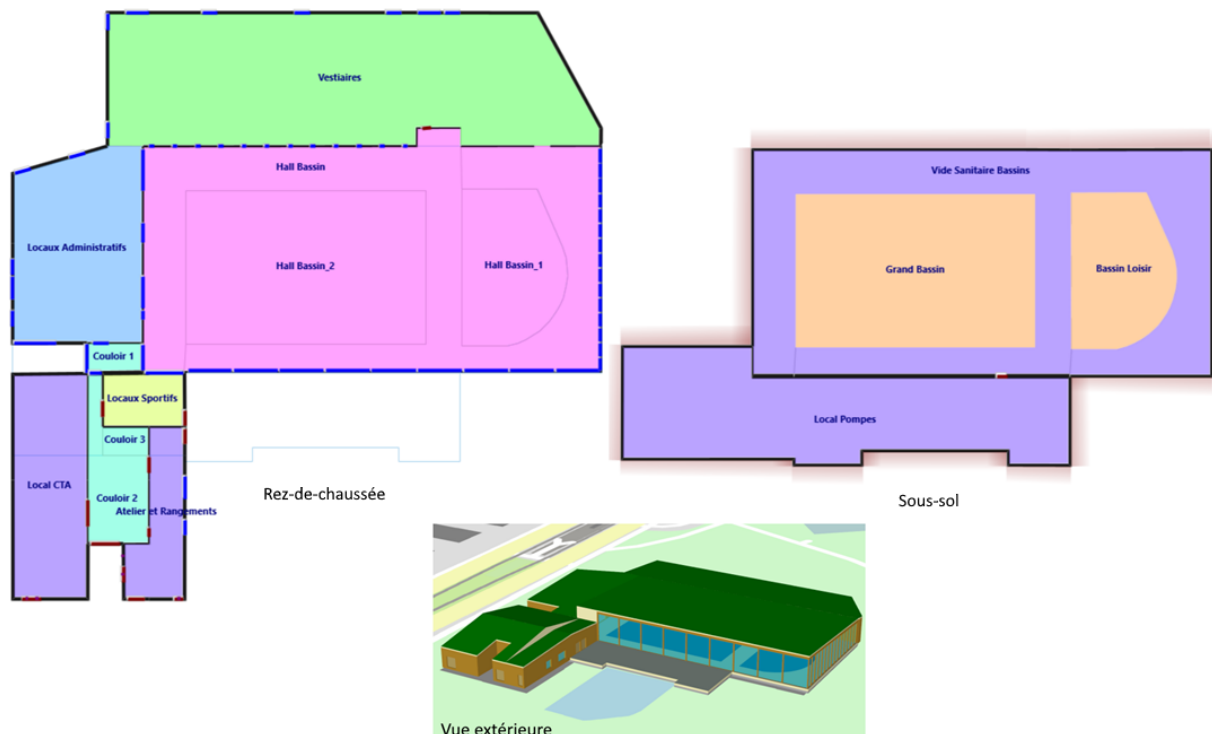 Vestiaires
Hall Bassin
Locaux Administratifs
Hall Bassin_2
Hall Bassin_1
Couloir 1
Locaux Sportifs
Couloir 3
Local CTA
Couloir 2
Atelier et Rangements
Rez-de-chaussée
Vide Sanitaire Bassins
Grand Bassin
Bassin Loisir
Local Pompes
Sous-sol
Vue extérieure